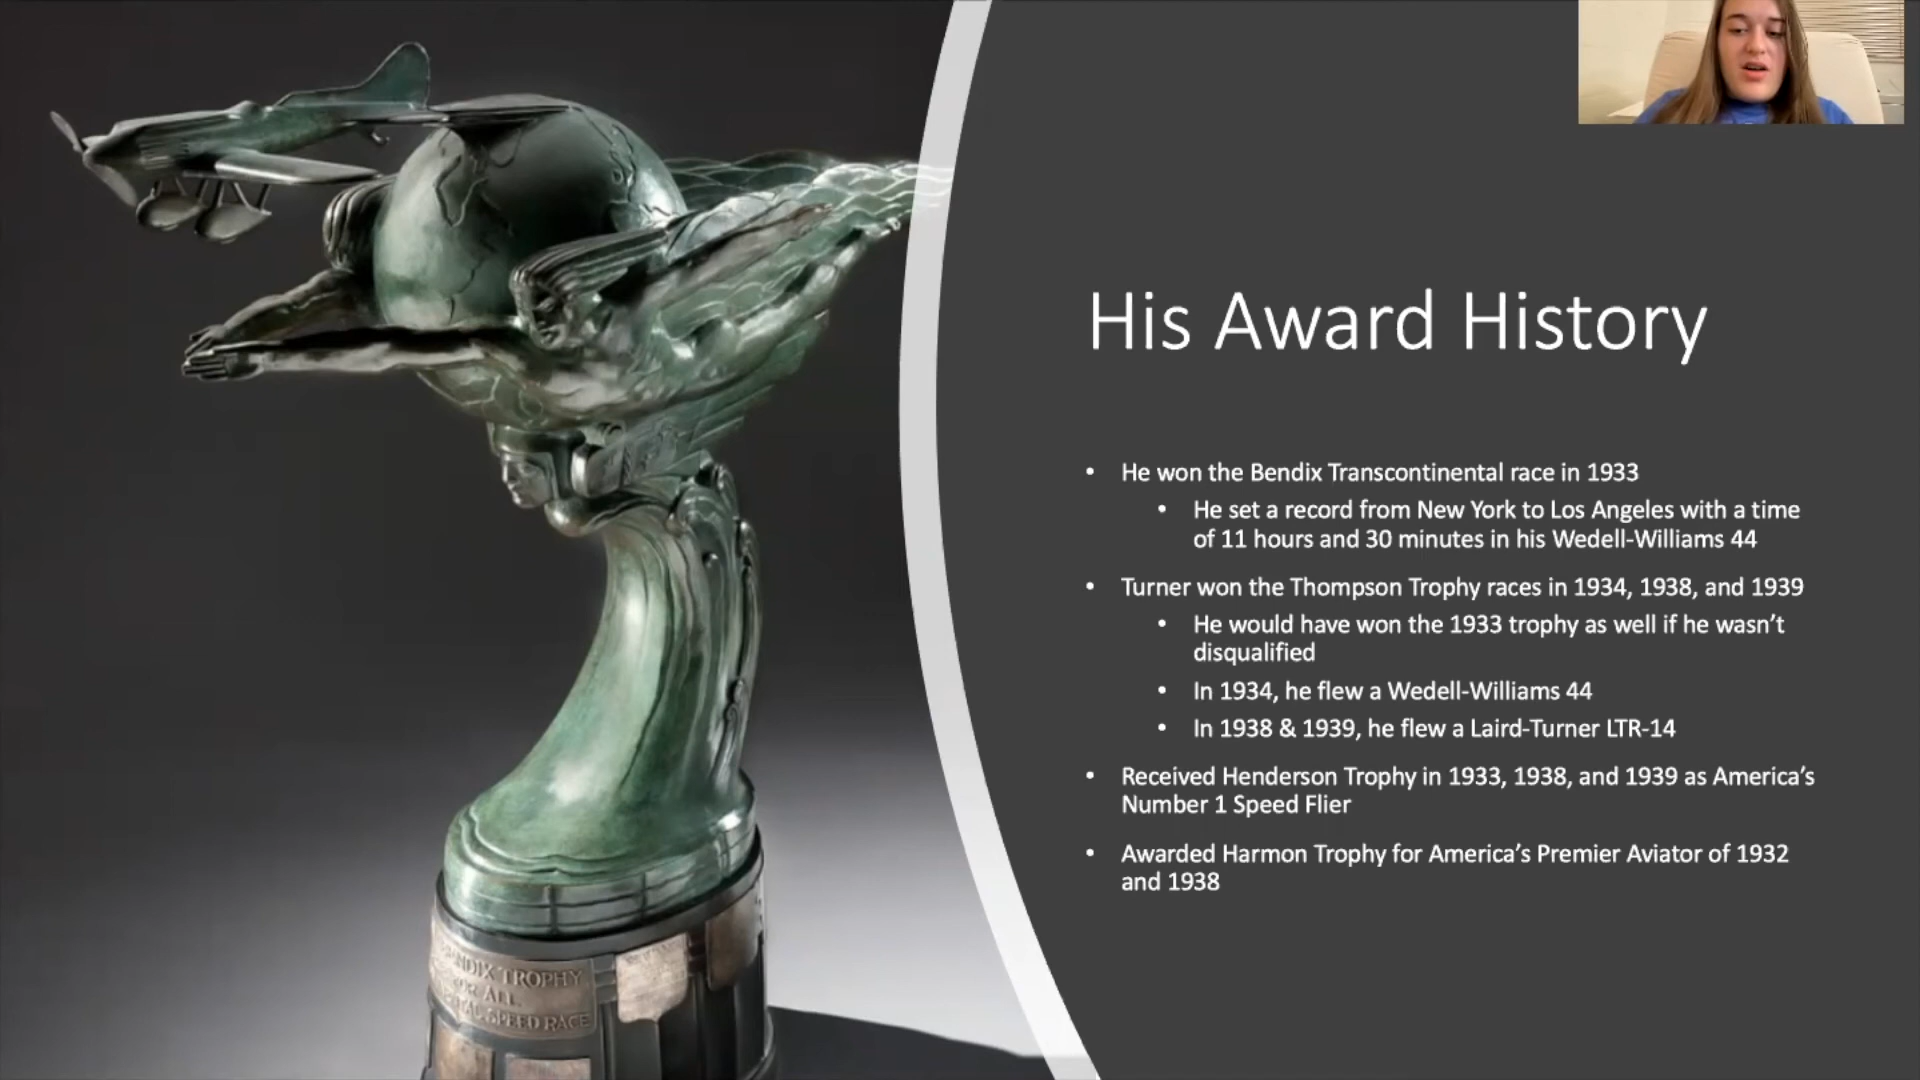 His Award History
• He won the Bendix Transcontinental race in 1933
• He set a record from New York to Los Angeles with a time
of 11 hours and 30 minutes in his Wedell-Williams 44
• Turner won the Thompson Trophy races in 1934, 1938, and 1939
• He would have won the 1933 trophy as well if he wasn’t
disqualified
• In 1934, he flew a Wedell-Williams 44
• In 1938 & 1939, he flew a Laird-Turner LTR-14
• Received Henderson Trophy in 1933, 1938, and 1939 as America’s
Number 1 Speed Flier
• Awarded Harmon Trophy for America’s Premier Aviator of 1932
and 1938
TROPHY
ALL
SPEED RACE